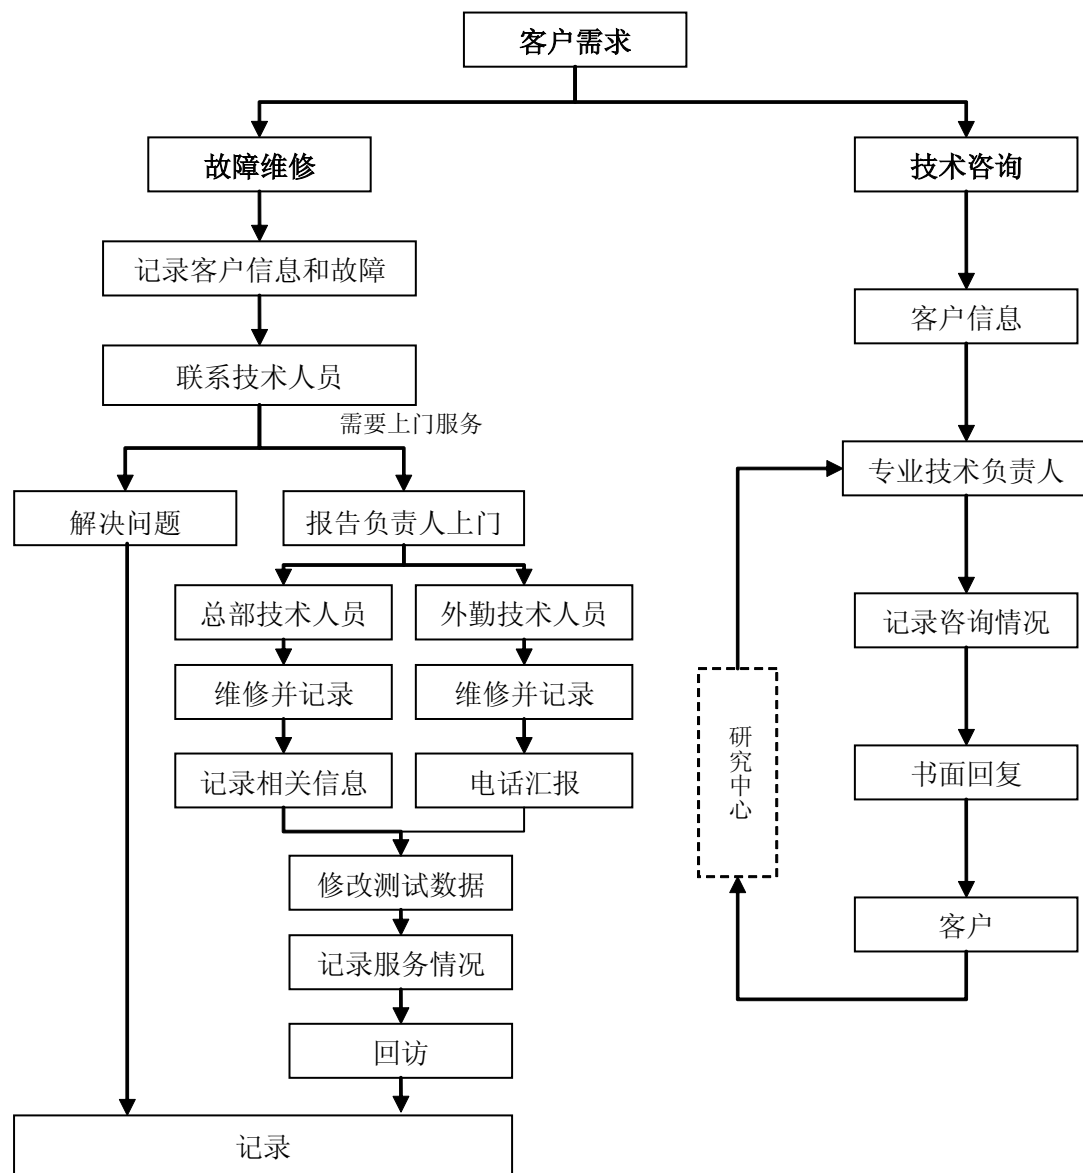 客户需求
故障维修
技术咨询
记录客户信息和故障
客户信息
联系技术人员
需要上门服务
专业技术负责人
解决问题
报告负责人上门
总部技术人员
外勤技术人员
记录咨询情况
维修并记录
维修并记录
研究中心
记录相关信息
电话汇报
书面回复
修改测试数据
客户
记录服务情况
回访
记录